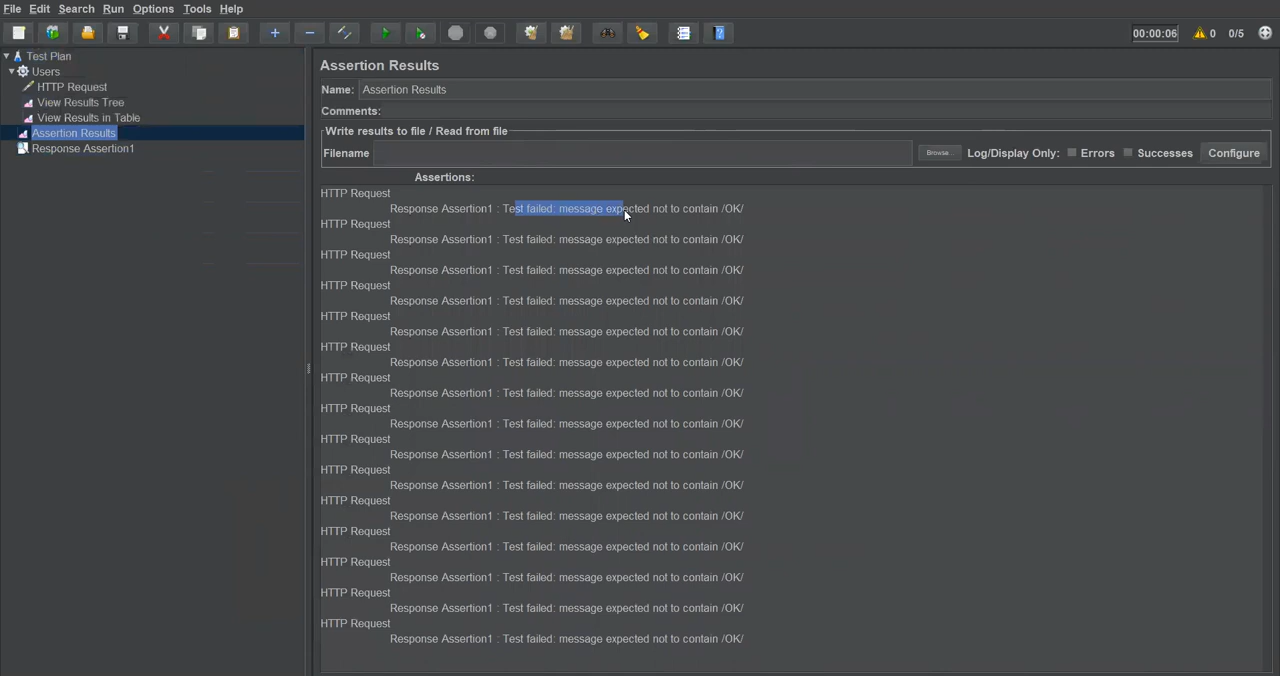 File Edit Search Run Options Tools Help
00:00:06 0 0/5
Test Plan
Users
HTTP Request
View Results Tree
View Results in Table
Assertion Results
Response Assertion1
Assertion Results
Name: Assertion Results
Comments:
Write results to file / Read from file
Filename Browse... Log/Display Only: Errors Successes Configure
Assertions:
HTTP Request
Response Assertion1 : Test failed: message expected not to contain /OK/
HTTP Request
Response Assertion1 : Test failed: message expected not to contain /OK/
HTTP Request
Response Assertion1 : Test failed: message expected not to contain /OK/
HTTP Request
Response Assertion1 : Test failed: message expected not to contain /OK/
HTTP Request
Response Assertion1 : Test failed: message expected not to contain /OK/
HTTP Request
Response Assertion1 : Test failed: message expected not to contain /OK/
HTTP Request
Response Assertion1 : Test failed: message expected not to contain /OK/
HTTP Request
Response Assertion1 : Test failed: message expected not to contain /OK/
HTTP Request
Response Assertion1 : Test failed: message expected not to contain /OK/
HTTP Request
Response Assertion1 : Test failed: message expected not to contain /OK/
HTTP Request
Response Assertion1 : Test failed: message expected not to contain /OK/
HTTP Request
Response Assertion1 : Test failed: message expected not to contain /OK/
HTTP Request
Response Assertion1 : Test failed: message expected not to contain /OK/
HTTP Request
Response Assertion1 : Test failed: message expected not to contain /OK/
HTTP Request
Response Assertion1 : Test failed: message expected not to contain /OK/